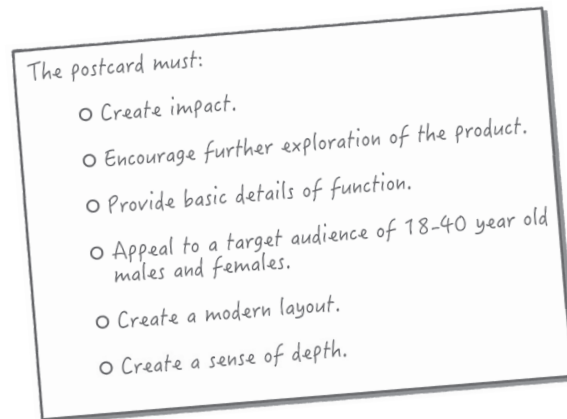 The postcard must:
O Create impact.
O Encourage further exploration of the product.
O Provide basic details of function.
O Appeal to a target audience of 18-40 year old
males and females.
O Create a modern layout.
O Create a sense of depth.